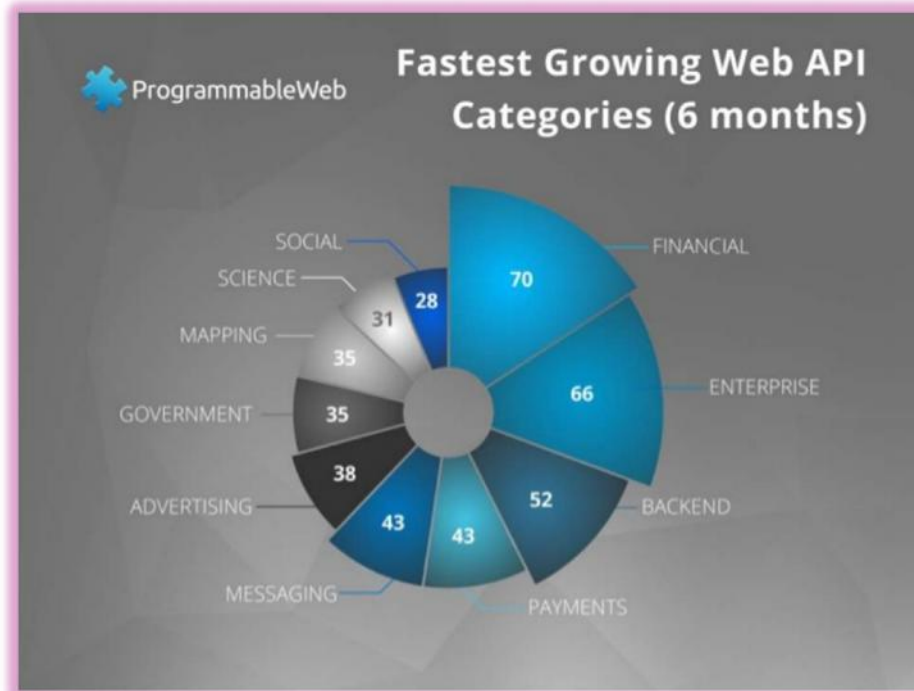 ProgrammableWeb
Fastest Growing Web API
Categories (6 months)
SOCIAL
SCIENCE
MAPPING
GOVERNMENT
ADVERTISING
MESSAGING
FINANCIAL
ENTERPRISE
BACKEND
PAYMENTS
70
66
52
43
43
38
35
35
31
28